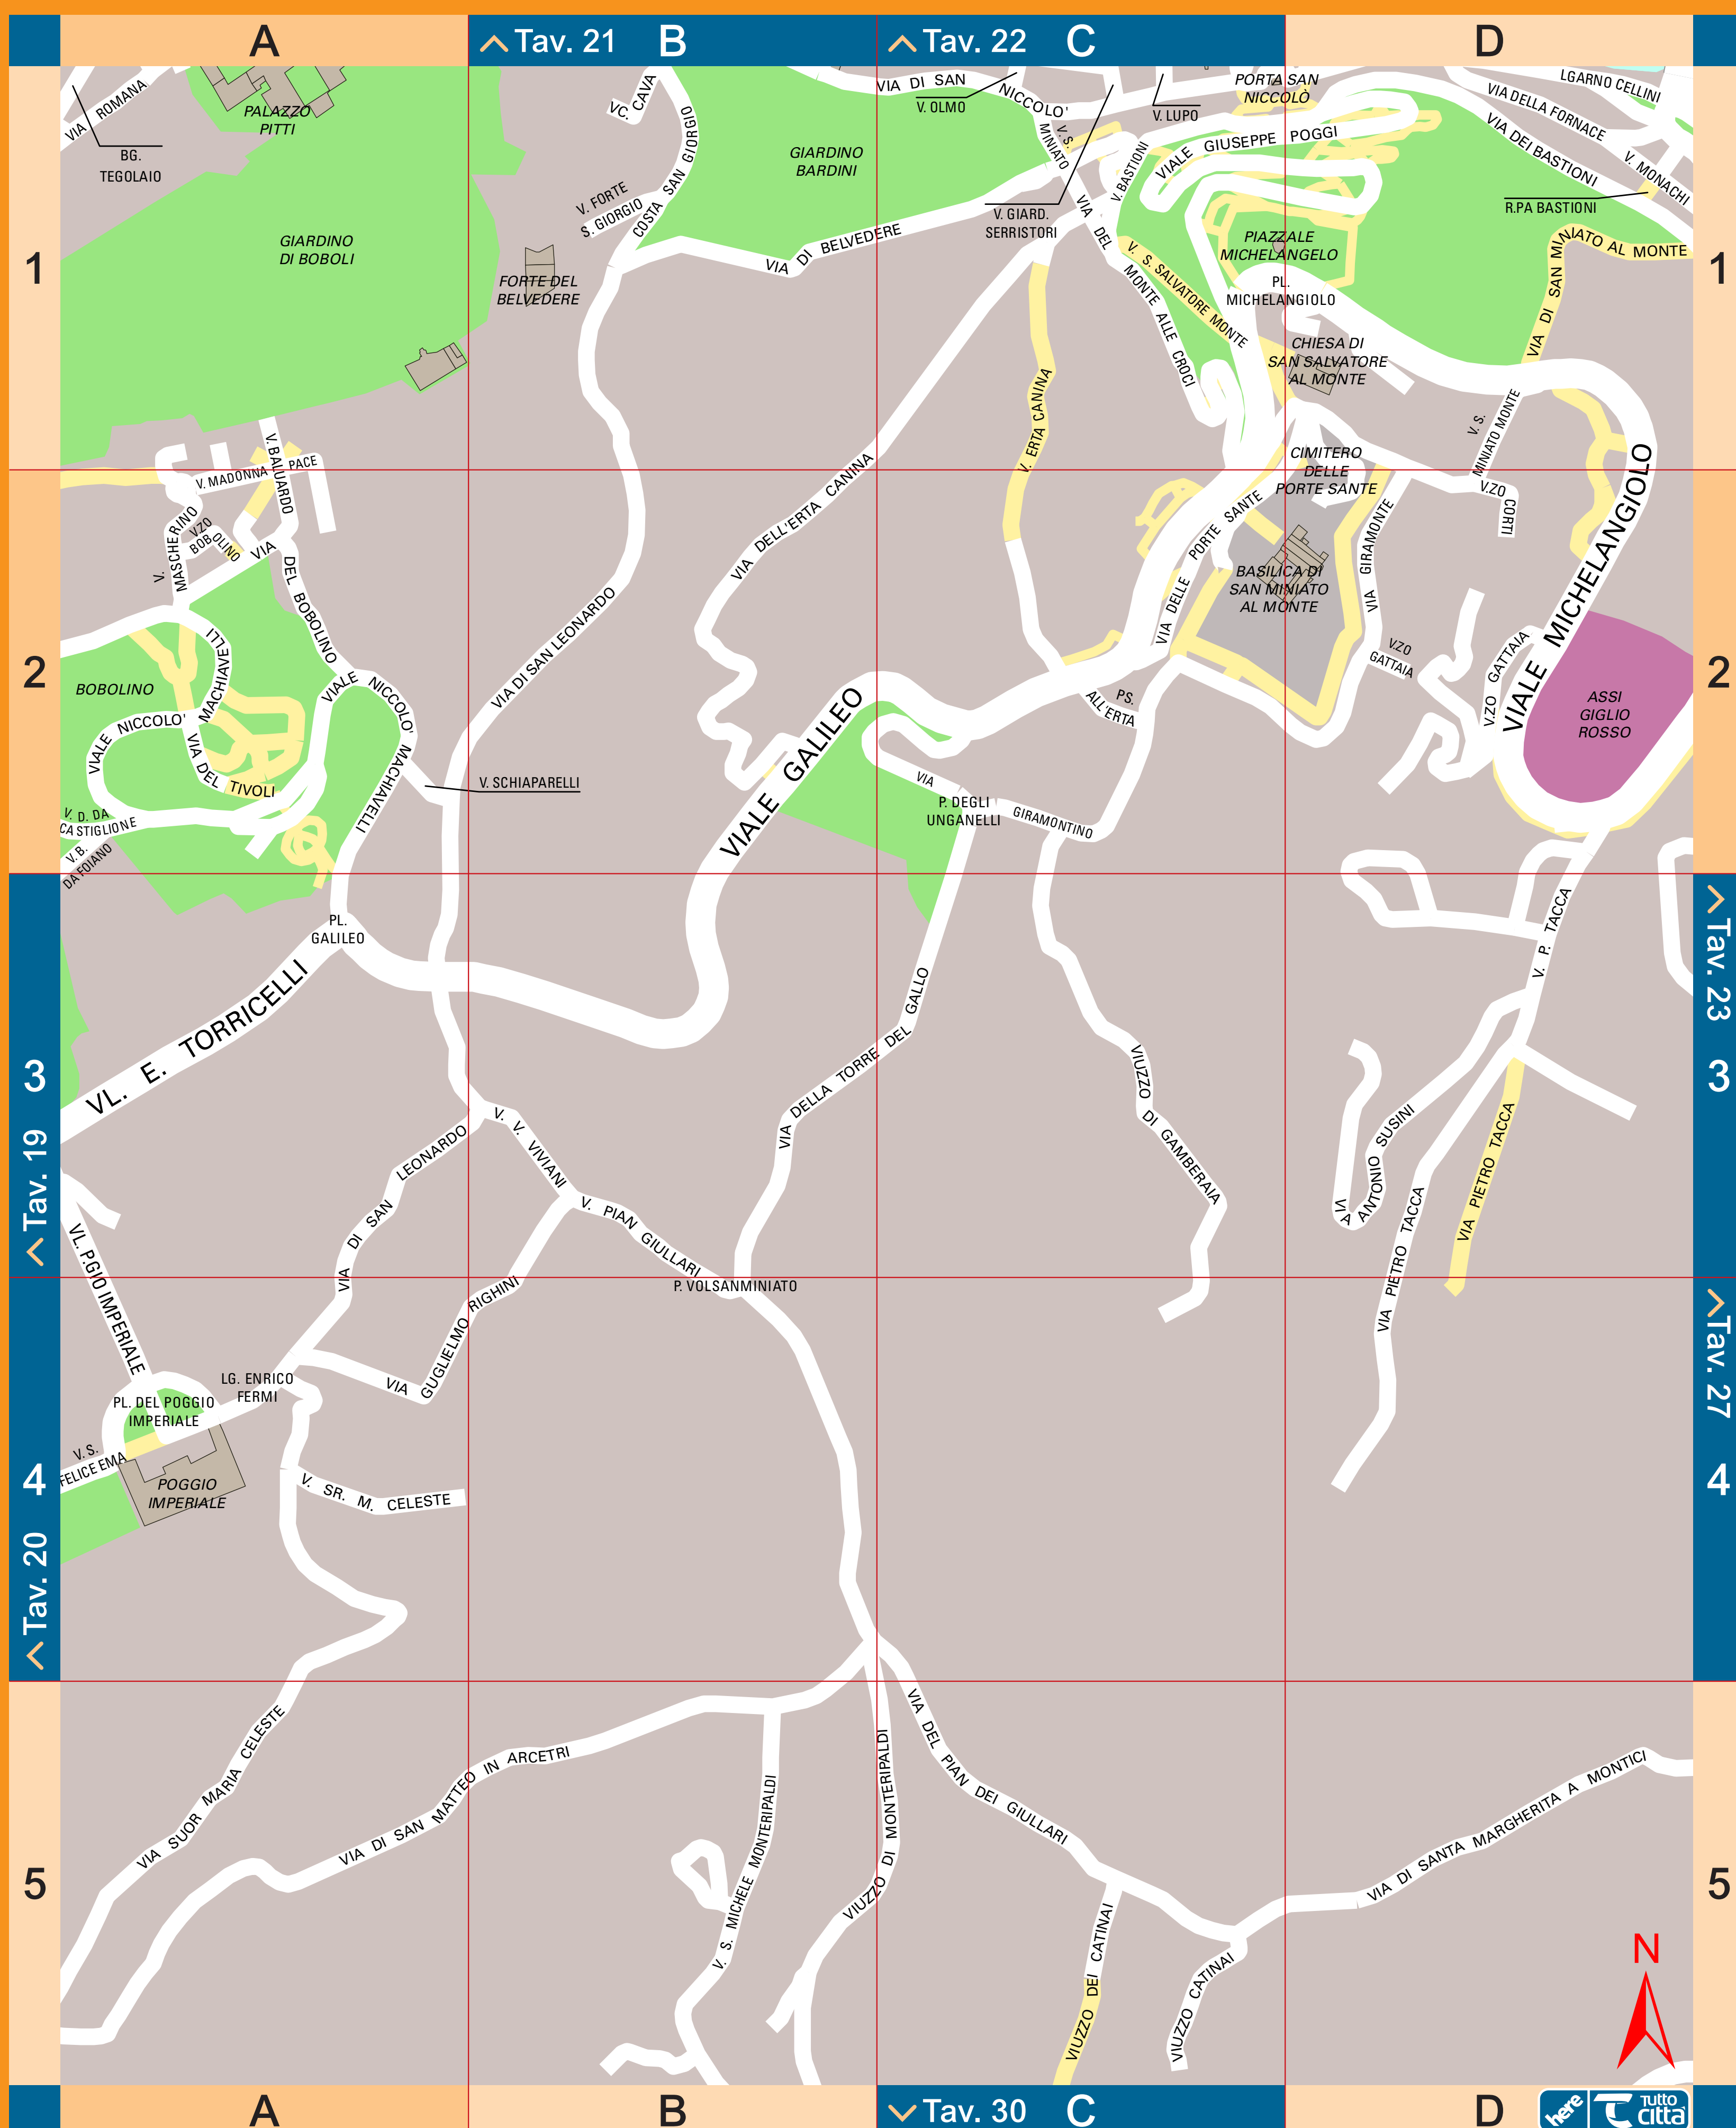 A
Tav. 21
B
Tav. 22
C
D
VIA ROMANA
BG.
TEGOLAIO
PALAZZO
PITTI
GIARDINO
DI BOBOLI
VC. CAVA
COSTA SAN GIORGIO
V. FORTE
S. GIORGIO
FORTE DEL
BELVEDERE
GIARDINO
BARDINI
VIA DI BELVEDERE
VIA DI SAN NICCOLO'
V. OLMO
V. S.
MINIATO
V. LUPO
V. GIARD.
SERRISTORI
V. BASTIONI
PORTA SAN
NICCOLÒ
VIALE GIUSEPPE POGGI
LGARNO CELLINI
VIA DELLA FORNACE
VIA DEI BASTIONI
V. MONACHI
R.PA BASTIONI
VIA DI SAN MINIATO AL MONTE
PIAZZALE
MICHELANGELO
PL.
MICHELANGIOLO
VIA DEL MONTE ALLE CROCI
V. S. SALVATORE MONTE
CHIESA DI
SAN SALVATORE
AL MONTE
V. ERTA CANINA
V. S.
MINIATO MONTE
CIMITERO
DELLE
PORTE SANTE
1
1
V. BALUARDO
V. MADONNA PACE
V. MASCHERINO
V.ZO
BOBOLINO
VIA DEL BOBOLINO
VIA DELL'ERTA CANINA
VIA DI SAN LEONARDO
VIA DELLE PORTE SANTE
BASILICA DI
SAN MINIATO
AL MONTE
VIA GIRAMONTE
V.ZO CORTI
V.ZO
GATTAIA
V.ZO GATTAIA
VIALE MICHELANGIOLO
ASSI
GIGLIO
ROSSO
2
2
BOBOLINO
VIALE NICCOLO' MACHIAVELLI
VIA DEL TIVOLI
VIALE NICCOLO' MACHIAVELLI
V. SCHIAPARELLI
V. D. DA
CASTIGLIONE
V.B.
DA FOIANO
VIALE GALILEO
PS.
ALL'ERTA
VIA GIRAMONTINO
P. DEGLI
UNGANELLI
PL.
GALILEO
VL. E. TORRICELLI
VIA DELLA TORRE DEL GALLO
VIUZZO DI GAMBERAIA
V. P. TACCA
VIA ANTONIO SUSINI
VIA PIETRO TACCA
VIA PIETRO TACCA
Tav. 23
3
3
Tav. 19
VIA DI SAN LEONARDO
V. V. VIVIANI
V. PIAN GIULLARI
P. VOLSANMINIATO
VL. P.GIO IMPERIALE
VIA GUGLIELMO RIGHINI
LG. ENRICO
FERMI
PL. DEL POGGIO
IMPERIALE
V. S.
FELICE EMA
POGGIO
IMPERIALE
V. SR. M. CELESTE
Tav. 27
4
4
Tav. 20
VIA SUOR MARIA CELESTE
VIA DI SAN MATTEO IN ARCETRI
V. S. MICHELE MONTERIPALDI
VIUZZO DI MONTERIPALDI
VIA DEL PIAN DEI GIULLARI
VIUZZO DEI CATINAI
VIUZZO CATINAI
VIA DI SANTA MARGHERITA A MONTICI
5
5
N
A
B
Tav. 30
C
D
here
TUTTO
città